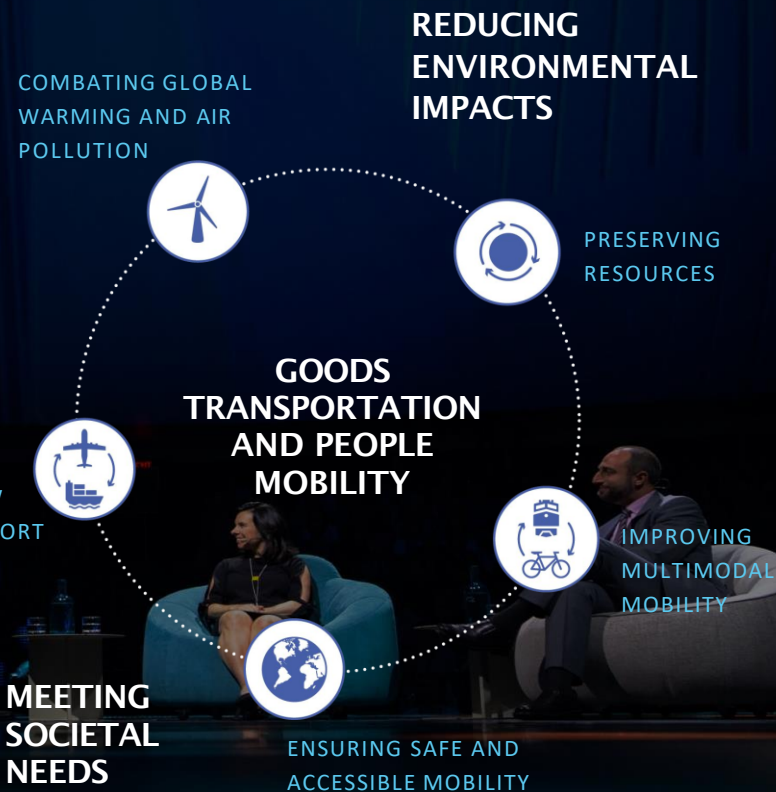 REDUCING
ENVIRONMENTAL
IMPACTS
COMBATING GLOBAL
WARMING AND AIR
POLLUTION
PRESERVING
RESOURCES
GOODS
TRANSPORTATION
AND PEOPLE
MOBILITY
ORT
IMPROVING
MULTIMODAL
MOBILITY
MEETING
SOCIETAL
NEEDS
ENSURING SAFE AND
ACCESSIBLE MOBILITY